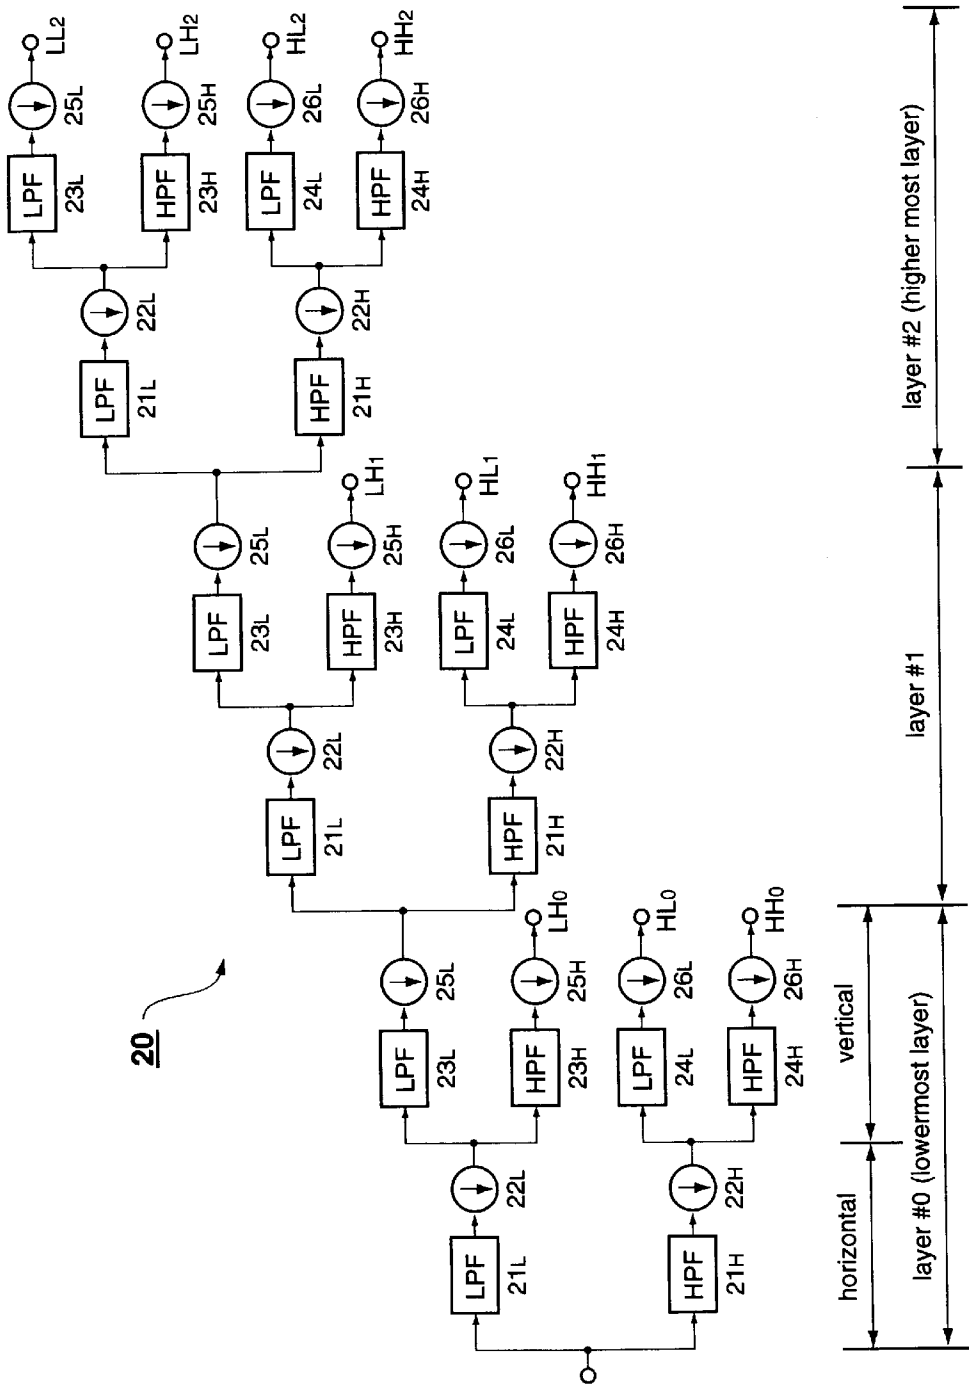 20
LPF
23L
25L
LL2
HPF
23H
25H
LH2
LPF
24L
26L
HL2
HPF
24H
26H
HH2
LPF
21L
22L
HPF
21H
22H
LPF
23L
25L
HPF
23H
25H
LH1
LPF
24L
26L
HL1
HPF
24H
26H
HH1
LPF
21L
22L
HPF
21H
22H
LPF
23L
25L
HPF
23H
25H
LH0
LPF
24L
26L
HL0
HPF
24H
26H
HH0
LPF
21L
22L
HPF
21H
22H
horizontal
vertical
layer #0 (lowermost layer)
layer #1
layer #2 (higher most layer)